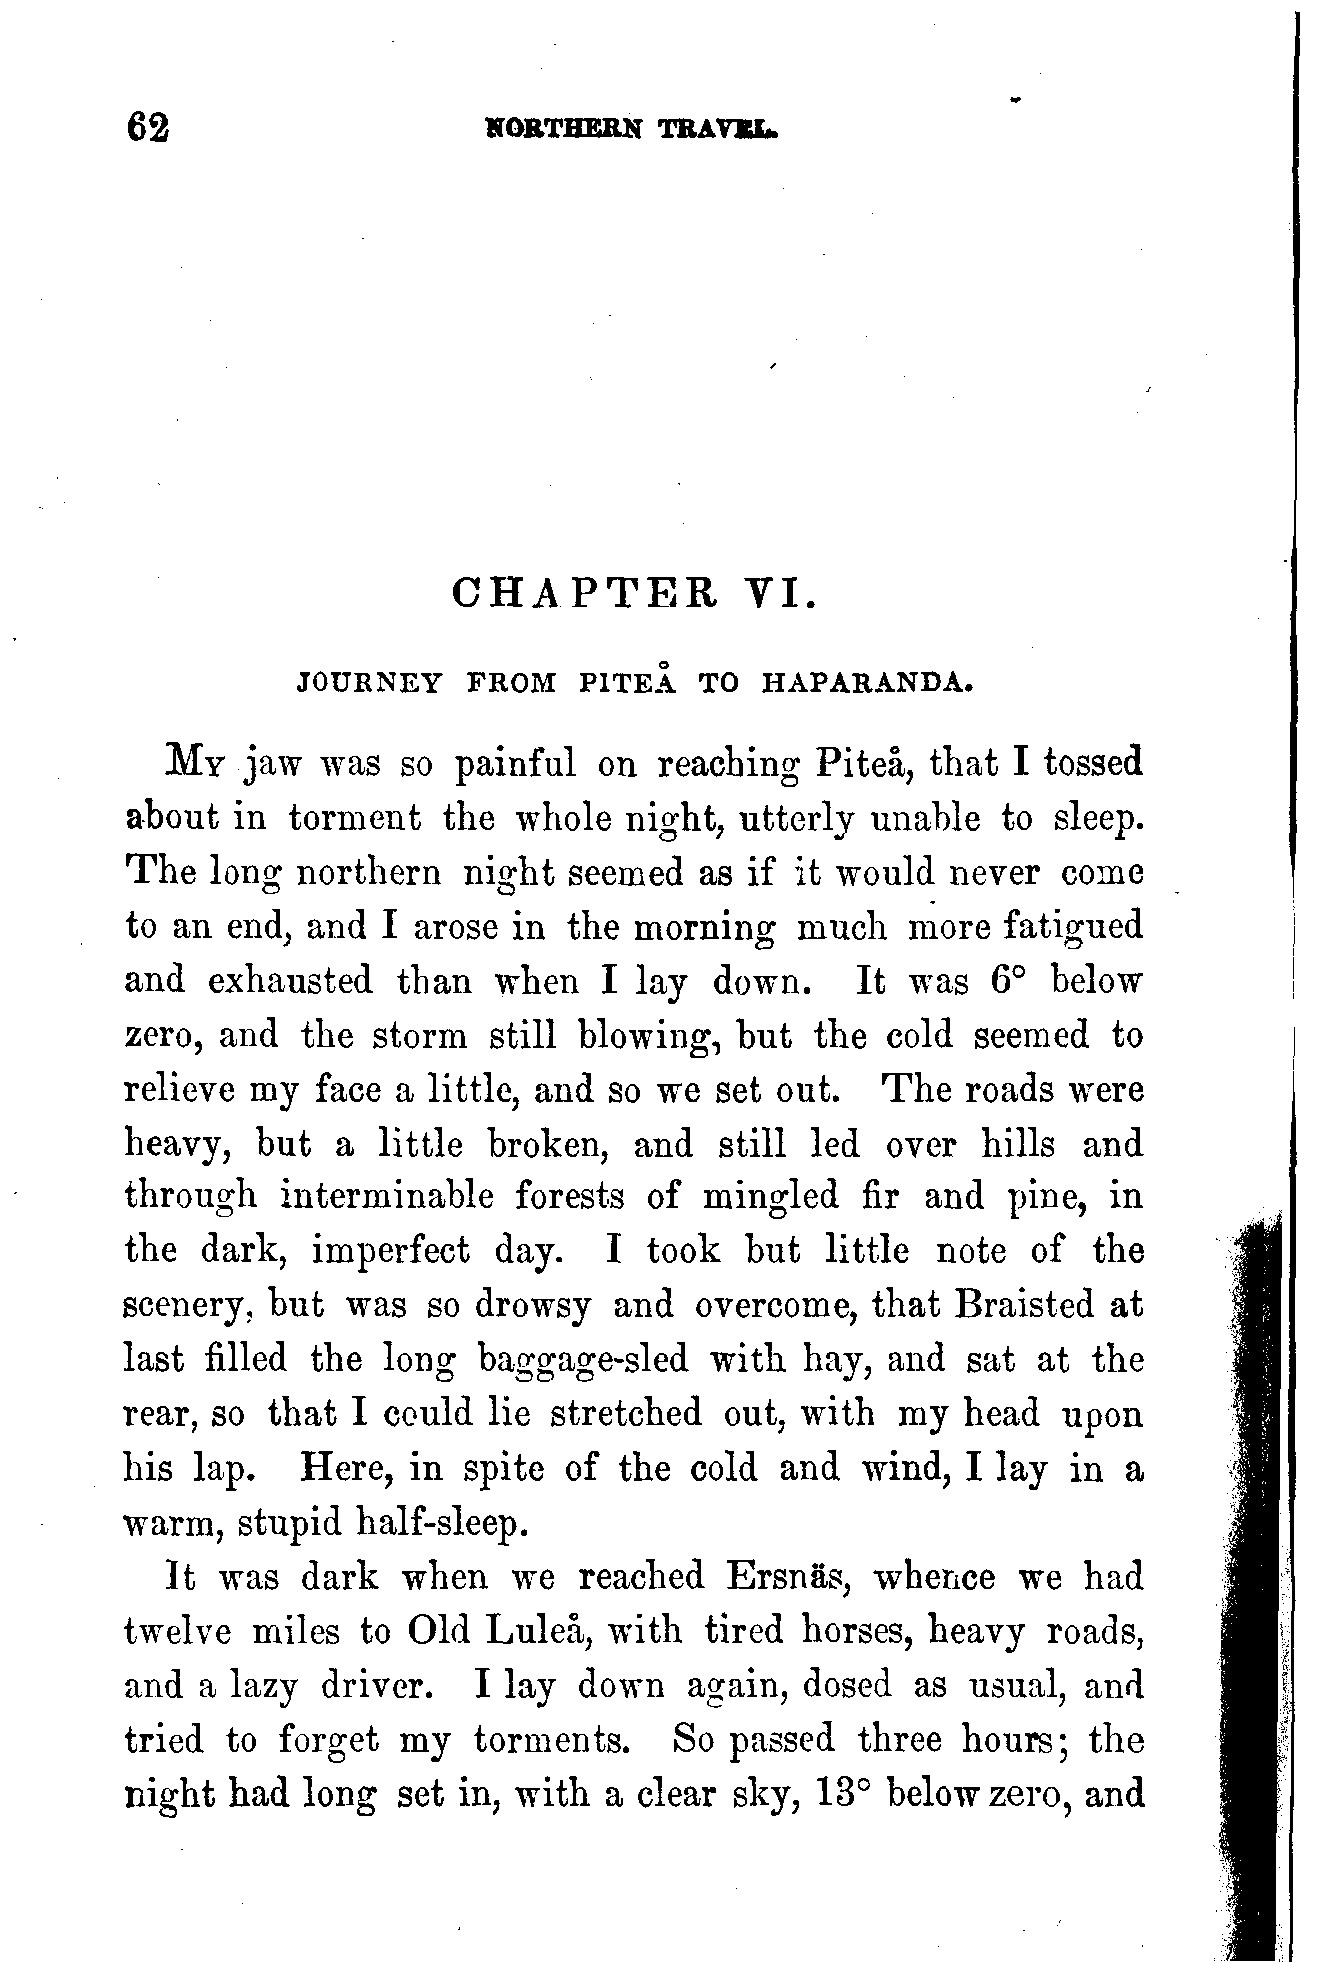 62 NORTHERN TRAVEL.
CHAPTER VI.
JOURNEY FROM PITEÅ TO HAPARANDA.
My jaw was so painful on reaching Piteå, that I tossed
about in torment the whole night, utterly unable to sleep.
The long northern night seemed as if it would never come
to an end, and I arose in the morning much more fatigued
and exhausted than when I lay down. It was 6° below
zero, and the storm still blowing, but the cold seemed to
relieve my face a little, and so we set out. The roads were
heavy, but a little broken, and still led over hills and
through interminable forests of mingled fir and pine, in
the dark, imperfect day. I took but little note of the
scenery, but was so drowsy and overcome, that Braisted at
last filled the long baggage-sled with hay, and sat at the
rear, so that I could lie stretched out, with my head upon
his lap. Here, in spite of the cold and wind, I lay in a
warm, stupid half-sleep.
It was dark when we reached Ersnäs, whence we had
twelve miles to Old Luleå, with tired horses, heavy roads,
and a lazy driver. I lay down again, dosed as usual, and
tried to forget my torments. So passed three hours; the
night had long set in, with a clear sky, 13° below zero, and